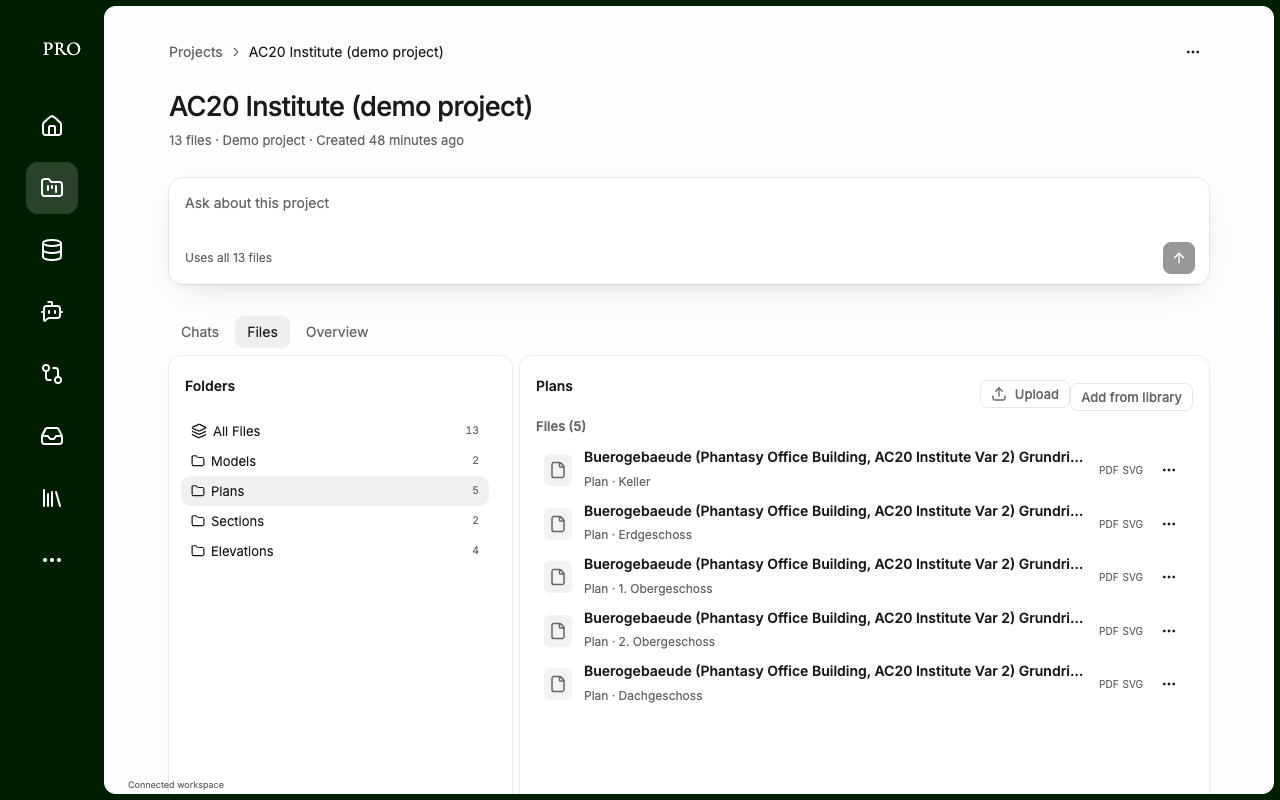 PRO
Projects
AC20 Institute (demo project)
AC20 Institute (demo project)
13 files · Demo project · Created 48 minutes ago
Ask about this project
Uses all 13 files
Chats
Files
Overview
Folders
All Files 13
Models 2
Plans 5
Sections 2
Elevations 4
Plans
Upload
Add from library
Files (5)
Buerogebaeude (Phantasy Office Building, AC20 Institute Var 2) Grundri...
Plan · Keller
PDF SVG
Buerogebaeude (Phantasy Office Building, AC20 Institute Var 2) Grundri...
Plan · Erdgeschoss
PDF SVG
Buerogebaeude (Phantasy Office Building, AC20 Institute Var 2) Grundri...
Plan · 1. Obergeschoss
PDF SVG
Buerogebaeude (Phantasy Office Building, AC20 Institute Var 2) Grundri...
Plan · 2. Obergeschoss
PDF SVG
Buerogebaeude (Phantasy Office Building, AC20 Institute Var 2) Grundri...
Plan · Dachgeschoss
PDF SVG
Connected workspace